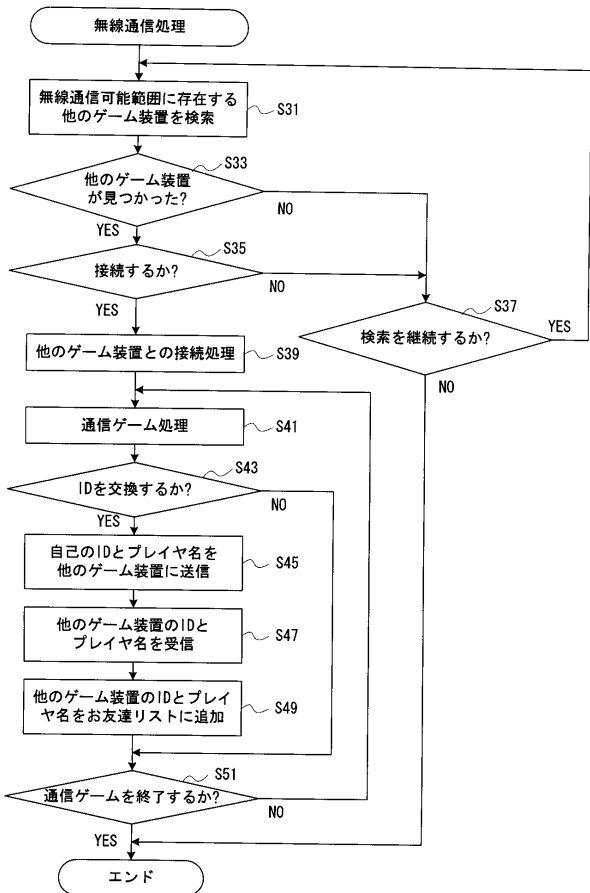 無線通信処理
無線通信可能範囲に存在する
他のゲーム装置を検索
S31
他のゲーム装置
が見つかった?
S33
NO
YES
接続するか?
S35
NO
YES
検索を継続するか?
S37
YES
NO
他のゲーム装置との接続処理
S39
通信ゲーム処理
S41
IDを交換するか?
S43
NO
YES
自己のIDとプレイヤ名を
他のゲーム装置に送信
S45
他のゲーム装置のIDと
プレイヤ名を受信
S47
他のゲーム装置のIDとプレイ
ヤ名をお友達リストに追加
S49
通信ゲームを終了するか?
S51
NO
YES
エンド